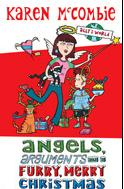 KAREN McCOMBIE
ALLY'S WORLD
angels,
arguments and a
FURRY, MERRY
CHRISTMAS